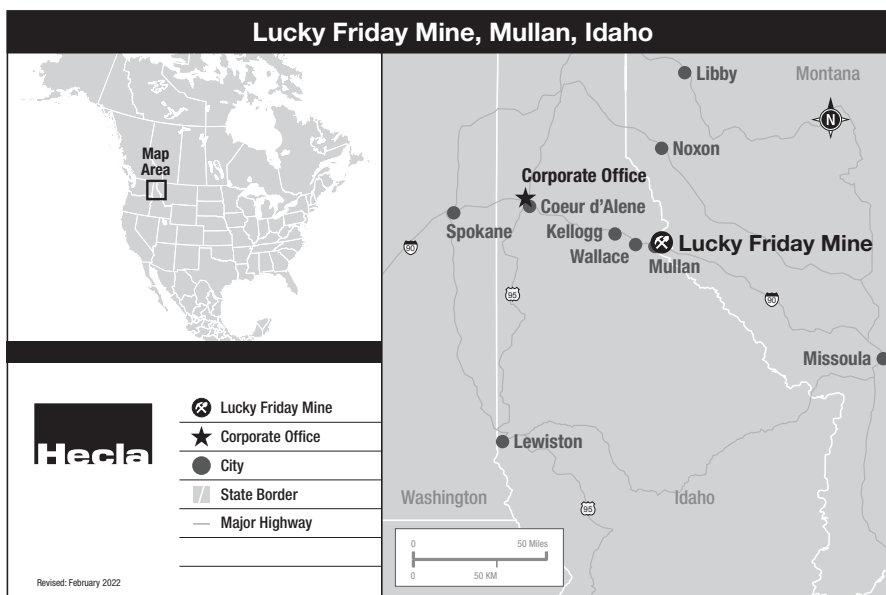 Lucky Friday Mine, Mullan, Idaho
Map
Area
Libby
Montana
N
Noxon
Corporate Office
Coeur d'Alene
Spokane
Kellogg
Lucky Friday Mine
Wallace
Mullan
90
95
90
Missoula
Lewiston
Washington
Idaho
95
0 50 Miles
0 50 KM
Hecla
Lucky Friday Mine
Corporate Office
City
State Border
Major Highway
Revised: February 2022